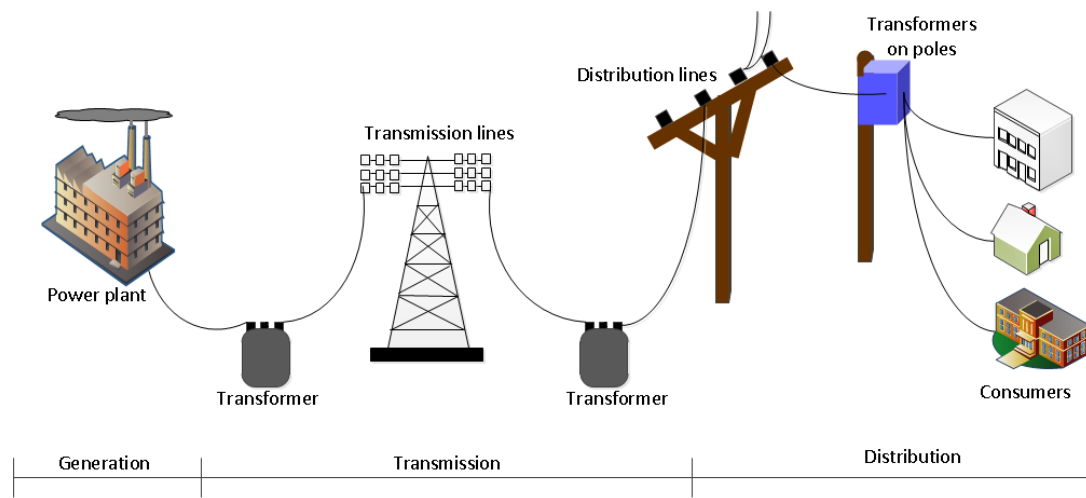 Transformers
on poles
Distribution lines
Transmission lines
Power plant
Transformer
Transformer
Consumers
Generation
Transmission
Distribution